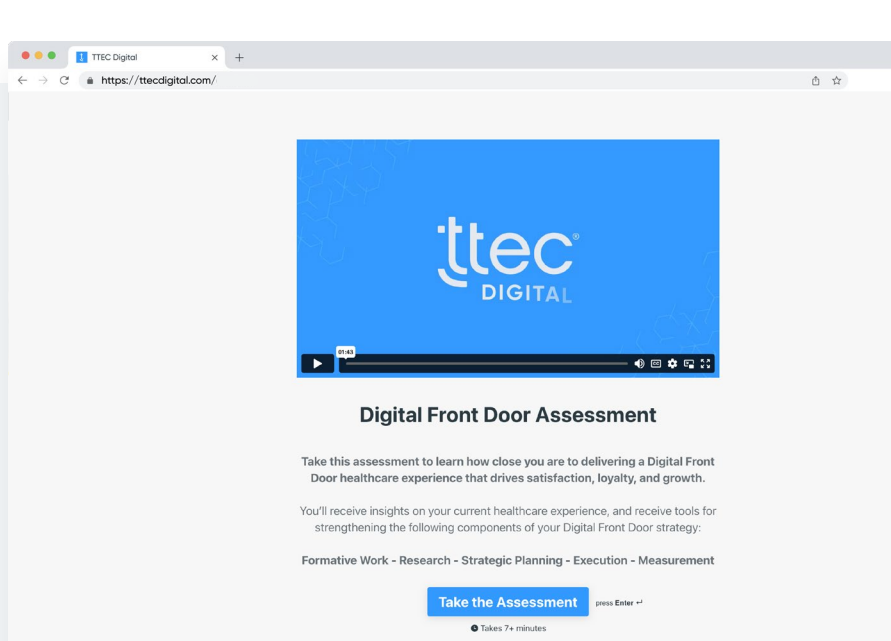 TTEC Digital
https://ttecdigital.com/
ttec®
DIGITAL
01:43
CC
Digital Front Door Assessment
Take this assessment to learn how close you are to delivering a Digital Front
Door healthcare experience that drives satisfaction, loyalty, and growth.
You’ll receive insights on your current healthcare experience, and receive tools for
strengthening the following components of your Digital Front Door strategy:
Formative Work - Research - Strategic Planning - Execution - Measurement
Take the Assessment press Enter ↵
Takes 7+ minutes